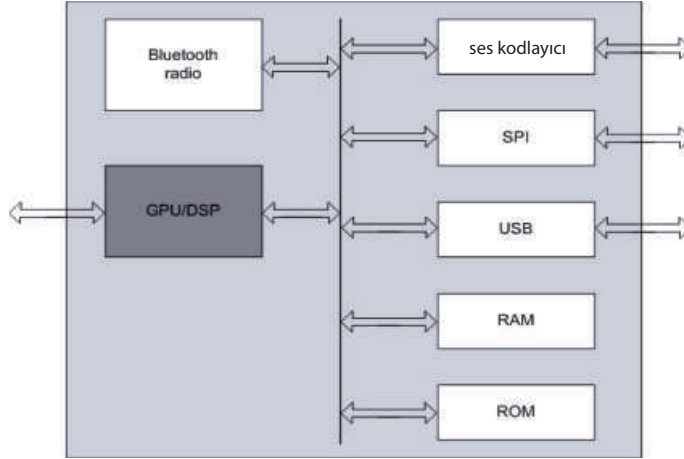 Bluetooth
radio
GPU/DSP
ses kodlayıcı
SPI
USB
RAM
ROM